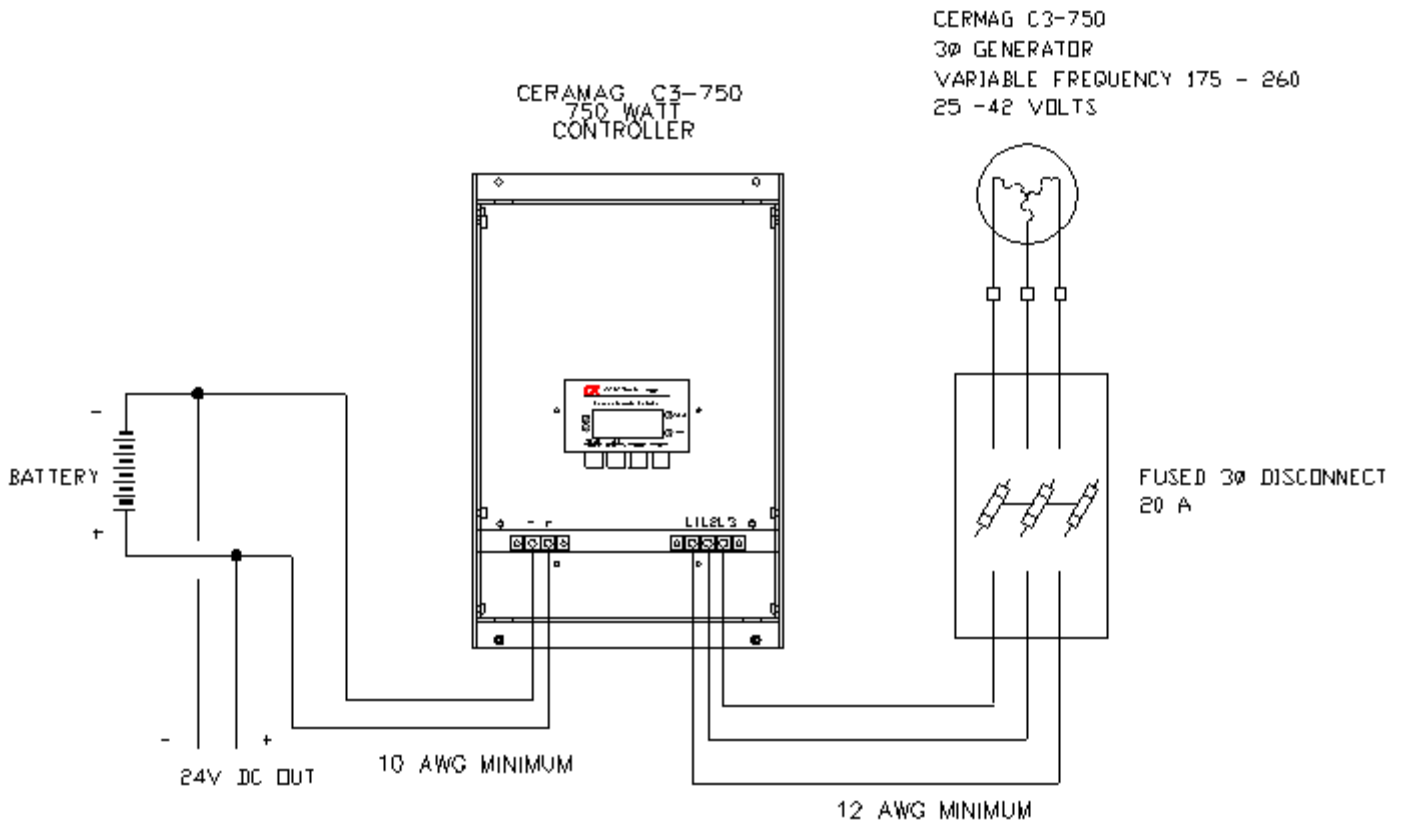 CERMAG C3-750
3Ø GENERATOR
VARIABLE FREQUENCY 175 - 260
25 -42 VOLTS
CERAMAG C3-750
750 WATT
CONTROLLER
-
BATTERY
+
FUSED 3Ø DISCONNECT
20 A
- +
L1L2L3
- +
24V DC OUT
10 AWG MINIMUM
12 AWG MINIMUM